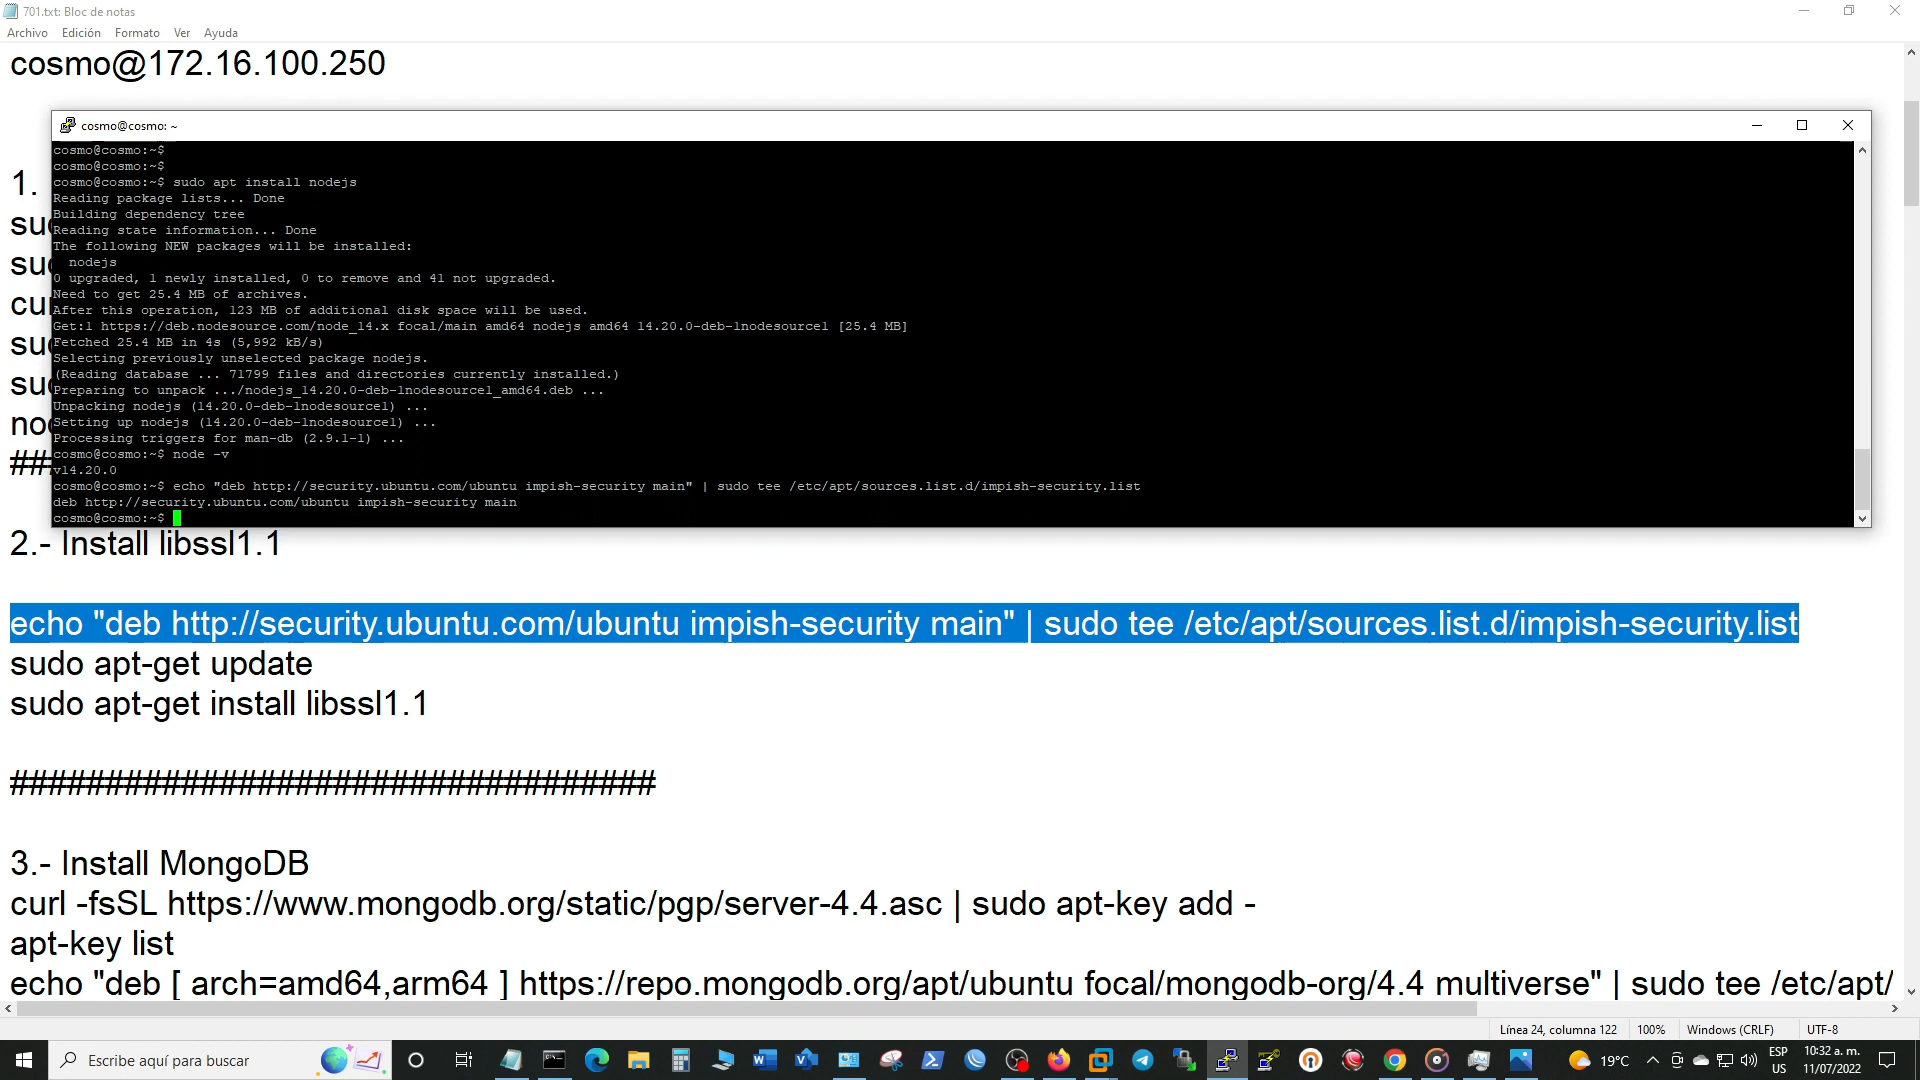 701.txt: Bloc de notas
Archivo Edición Formato Ver Ayuda
cosmo@172.16.100.250
cosmo@cosmo: ~
cosmo@cosmo:~$
cosmo@cosmo:~$
cosmo@cosmo:~$ sudo apt install nodejs
Reading package lists... Done
Building dependency tree
Reading state information... Done
The following NEW packages will be installed:
nodejs
0 upgraded, 1 newly installed, 0 to remove and 41 not upgraded.
Need to get 25.4 MB of archives.
After this operation, 123 MB of additional disk space will be used.
Get:1 https://deb.nodesource.com/node_14.x focal/main amd64 nodejs amd64 14.20.0-deb-1nodesource1 [25.4 MB]
Fetched 25.4 MB in 4s (5,992 kB/s)
Selecting previously unselected package nodejs.
(Reading database ... 71799 files and directories currently installed.)
Preparing to unpack .../nodejs_14.20.0-deb-1nodesource1_amd64.deb ...
Unpacking nodejs (14.20.0-deb-1nodesource1) ...
Setting up nodejs (14.20.0-deb-1nodesource1) ...
Processing triggers for man-db (2.9.1-1) ...
cosmo@cosmo:~$ node -v
v14.20.0
cosmo@cosmo:~$ echo "deb http://security.ubuntu.com/ubuntu impish-security main" | sudo tee /etc/apt/sources.list.d/impish-security.list
deb http://security.ubuntu.com/ubuntu impish-security main
cosmo@cosmo:~$
1.
2.- Install libssl1.1
echo "deb http://security.ubuntu.com/ubuntu impish-security main" | sudo tee /etc/apt/sources.list.d/impish-security.list
sudo apt-get update
sudo apt-get install libssl1.1
##################################
3.- Install MongoDB
curl -fsSL https://www.mongodb.org/static/pgp/server-4.4.asc | sudo apt-key add -
apt-key list
echo "deb [ arch=amd64,arm64 ] https://repo.mongodb.org/apt/ubuntu focal/mongodb-org/4.4 multiverse" | sudo tee /etc/apt/
Línea 24, columna 122 100% Windows (CRLF) UTF-8
Escribe aquí para buscar
19°C
ESP
US
10:32 a. m.
11/07/2022